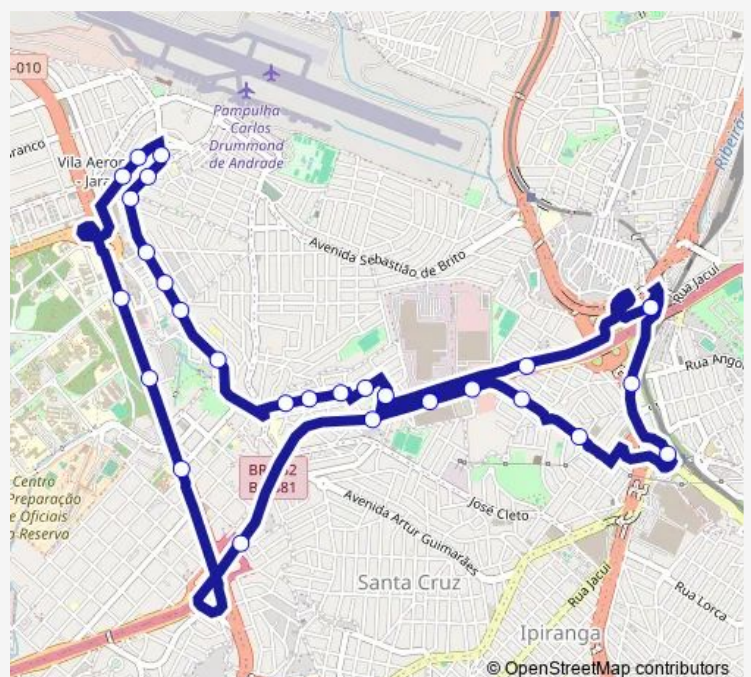 -010
Pampulha
- Carlos
Drummond
de Andrade
ranco
Vila Aero
- Jara
Ribeirã
Avenida Sebastião de Brito
Rua Jacuí
Rua Ango
BR
62
B
381
Centro
Preparação
e Oficiais
Reserva
José Cleto
Avenida Artur Guimarães
Santa Cruz
Rua Jacuí
Rua Lorca
Ipiranga
© OpenStreetMap contributors